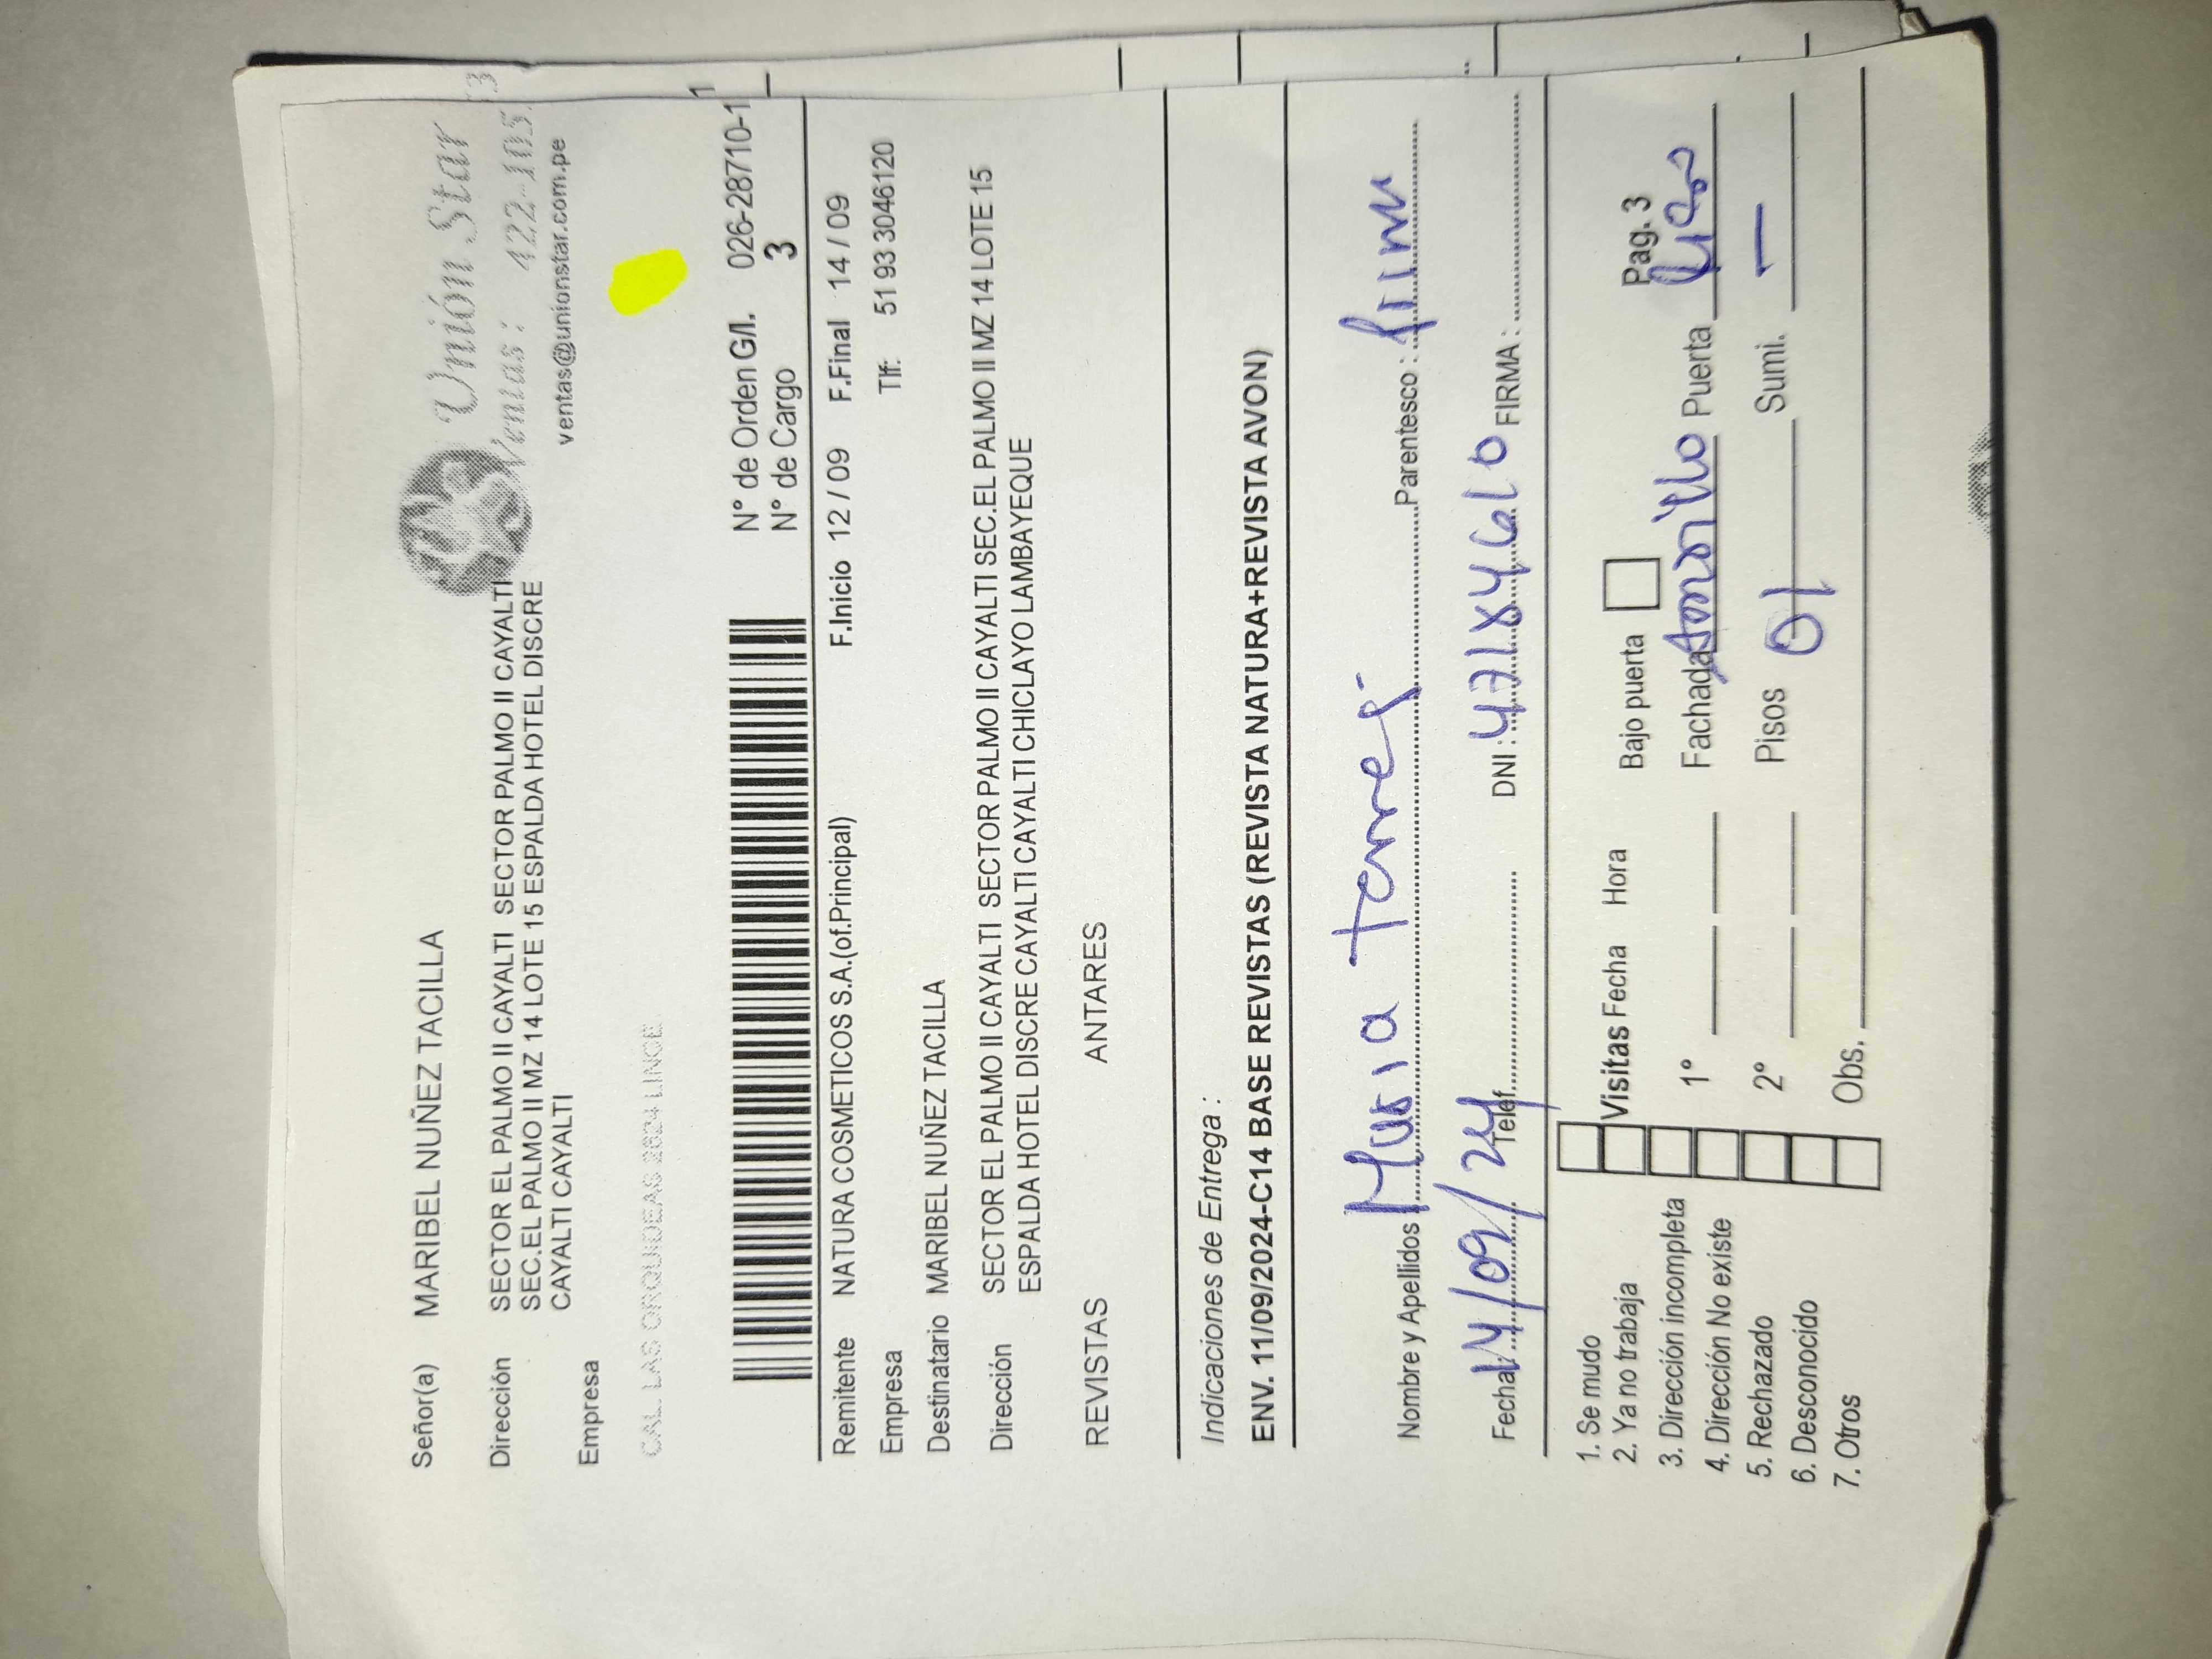 Unión Star
Ventas: 422-105
ventas@unionstar.com.pe
Señor(a) MARIBEL NUÑEZ TACILLA
Dirección SECTOR EL PALMO II CAYALTI SECTOR PALMO II CAYALTI
SEC.EL PALMO II MZ 14 LOTE 15 ESPALDA HOTEL DISCRE
CAYALTI CAYALTI
Empresa
CAL. LAS ORQUIDEAS 2624 LINCE
N° de Orden G/I. 026-28710-1
N° de Cargo 3
F.Inicio 12 / 09 F.Final 14 / 09
Remitente NATURA COSMETICOS S.A.(of.Principal)
Empresa Tlf: 51 93 3046120
Destinatario MARIBEL NUÑEZ TACILLA
Dirección SECTOR EL PALMO II CAYALTI SECTOR PALMO II CAYALTI SEC.EL PALMO II MZ 14 LOTE 15
ESPALDA HOTEL DISCRE CAYALTI CAYALTI CHICLAYO LAMBAYEQUE
REVISTAS ANTARES
Indicaciones de Entrega :
ENV. 11/09/2024-C14 BASE REVISTAS (REVISTA NATURA+REVISTA AVON)
Nombre y Apellidos Maria Torres Parentesco :
Fecha: 14/09/24 Telef. DNI: 47184610 FIRMA :
1. Se mudo
2. Ya no trabaja
3. Dirección incompleta
4. Dirección No existe
5. Rechazado
6. Desconocido
7. Otros
Visitas Fecha Hora Bajo puerta Pag. 3
1° Fachada Amarillo Puerta
2° Pisos 01 Sumi. —
Obs.